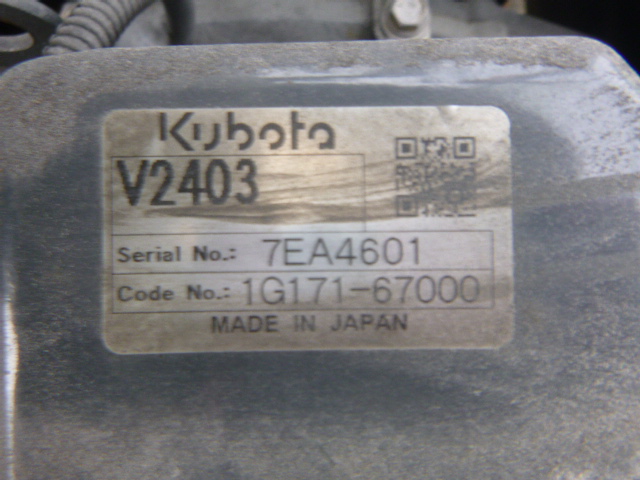 Kubota
V2403
Serial No.: 7EA4601
Code No.: 1G171-67000
MADE IN JAPAN